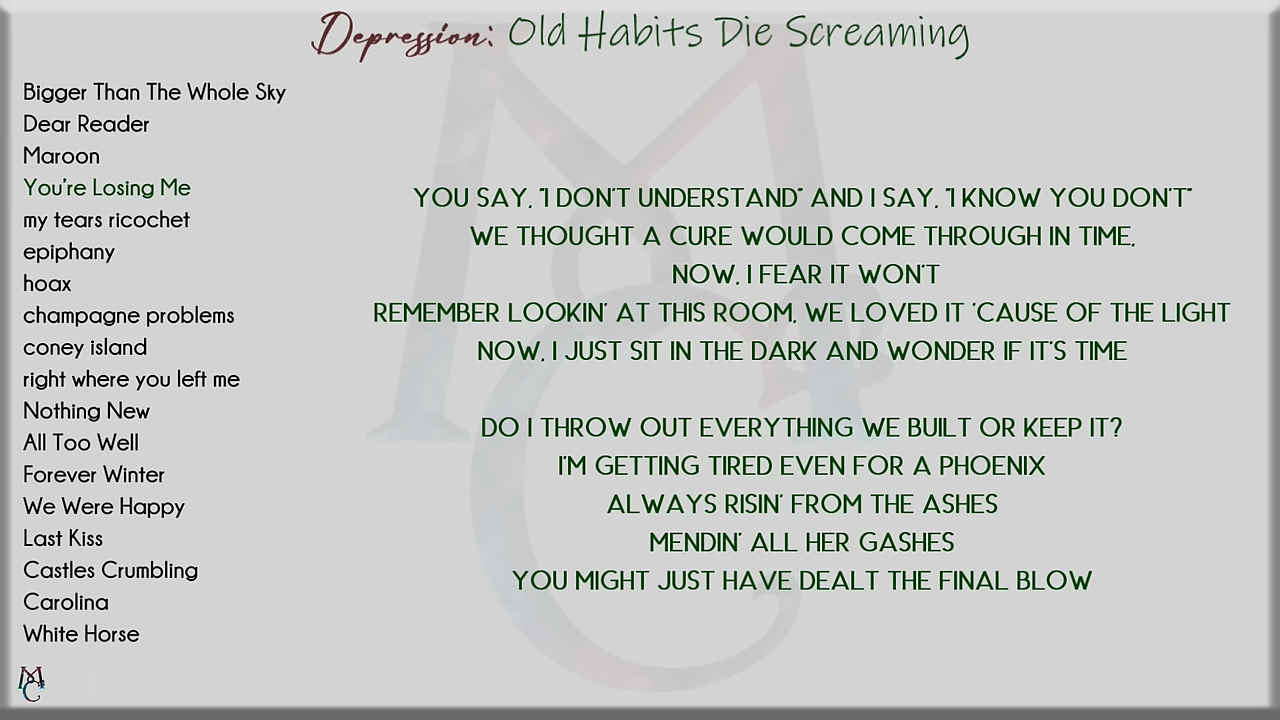 Depression: Old Habits Die Screaming
Bigger Than The Whole Sky
Dear Reader
Maroon
You're Losing Me
my tears ricochet
epiphany
hoax
champagne problems
coney island
right where you left me
Nothing New
All Too Well
Forever Winter
We Were Happy
Last Kiss
Castles Crumbling
Carolina
White Horse
YOU SAY, "I DON'T UNDERSTAND" AND I SAY, "I KNOW YOU DON'T"
WE THOUGHT A CURE WOULD COME THROUGH IN TIME,
NOW, I FEAR IT WON'T
REMEMBER LOOKIN' AT THIS ROOM, WE LOVED IT 'CAUSE OF THE LIGHT
NOW, I JUST SIT IN THE DARK AND WONDER IF IT'S TIME
DO I THROW OUT EVERYTHING WE BUILT OR KEEP IT?
I'M GETTING TIRED EVEN FOR A PHOENIX
ALWAYS RISIN' FROM THE ASHES
MENDIN' ALL HER GASHES
YOU MIGHT JUST HAVE DEALT THE FINAL BLOW